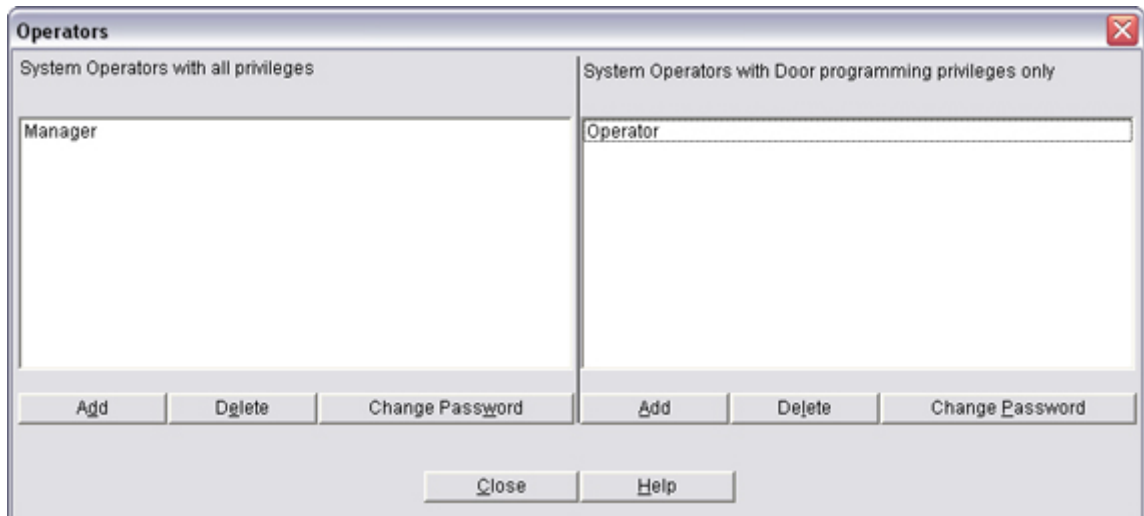 Operators
System Operators with all privileges
System Operators with Door programming privileges only
Manager
Operator
Add Delete Change Password Add Delete Change Password
Close Help